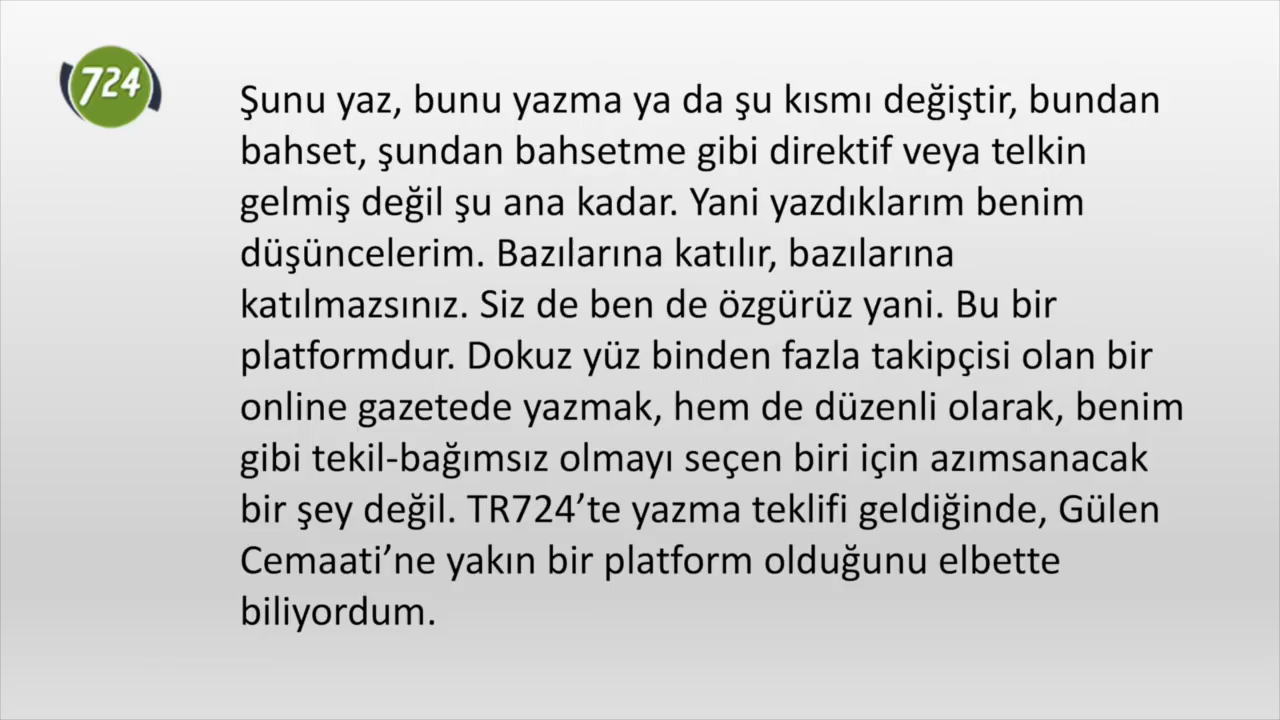 724
Şunu yaz, bunu yazma ya da şu kısmı değiştir, bundan
bahset, şundan bahsetme gibi direktif veya telkin
gelmiş değil şu ana kadar. Yani yazdıklarım benim
düşüncelerim. Bazılarına katılır, bazılarına
katılmazsınız. Siz de ben de özgürüz yani. Bu bir
platformdur. Dokuz yüz binden fazla takipçisi olan bir
online gazetede yazmak, hem de düzenli olarak, benim
gibi tekil-bağımsız olmayı seçen biri için azımsanacak
bir şey değil. TR724’te yazma teklifi geldiğinde, Gülen
Cemaati’ne yakın bir platform olduğunu elbette
biliyordum.